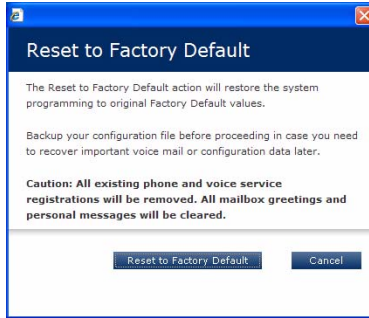 Reset to Factory Default
The Reset to Factory Default action will restore the system
programming to original Factory Default values.
Backup your configuration file before proceeding in case you need
to recover important voice mail or configuration data later.
Caution: All existing phone and voice service
registrations will be removed. All mailbox greetings and
personal messages will be cleared.
Reset to Factory Default Cancel